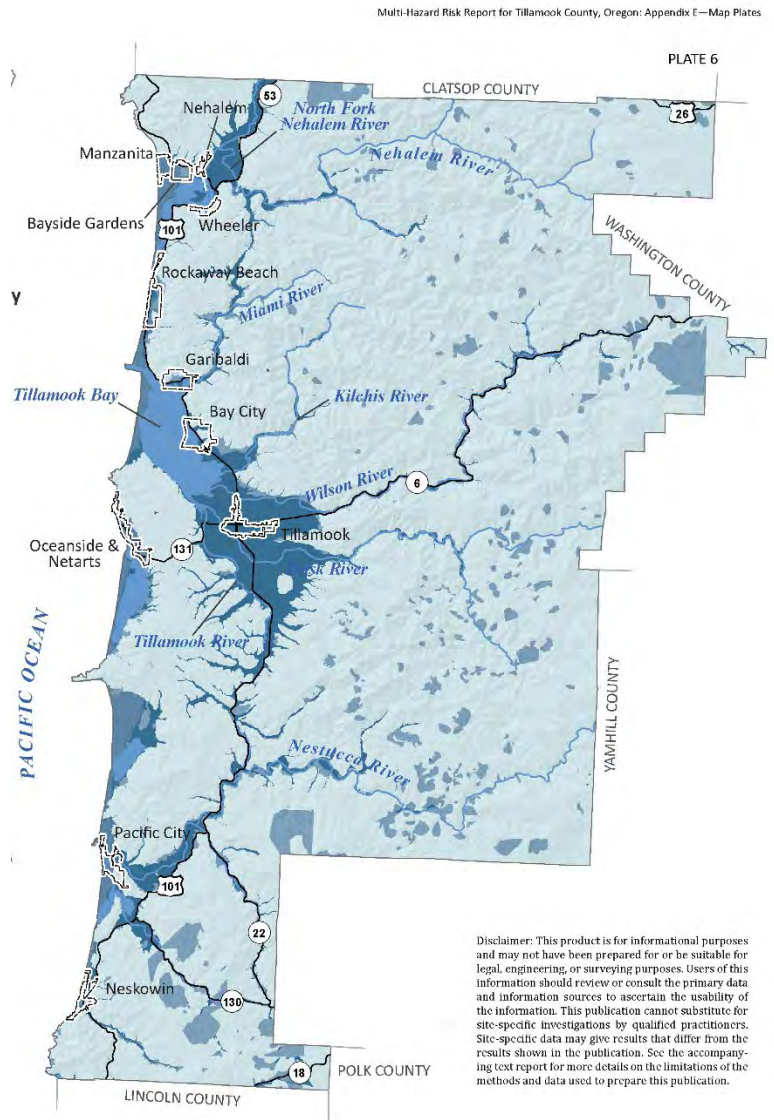 Multi-Hazard Risk Report for Tillamook County, Oregon: Appendix E—Map Plates
PLATE 6
CLATSOP COUNTY
53
26
Nehalem
North Fork
Nehalem River
Manzanita
Nehalem River
Bayside Gardens
Wheeler
101
WASHINGTON COUNTY
Rockaway Beach
y
Miami River
Garibaldi
Tillamook Bay
Kilchis River
Bay City
Wilson River
6
Tillamook
Oceanside &
Netarts
131
River
Tillamook River
PACIFIC OCEAN
YAMHILL COUNTY
Nestucca River
Pacific City
101
22
Neskowin
130
18
POLK COUNTY
LINCOLN COUNTY
Disclaimer: This product is for informational purposes
and may not have been prepared for or be suitable for
legal, engineering, or surveying purposes. Users of this
information should review or consult the primary data
and information sources to ascertain the usability of
the information. This publication cannot substitute for
site-specific investigations by qualified practitioners.
Site-specific data may give results that differ from the
results shown in the publication. See the accompany-
ing text report for more details on the limitations of the
methods and data used to prepare this publication.